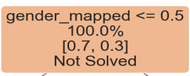 gender_mapped <= 0.5
100.0%
[0.7, 0.3]
Not Solved